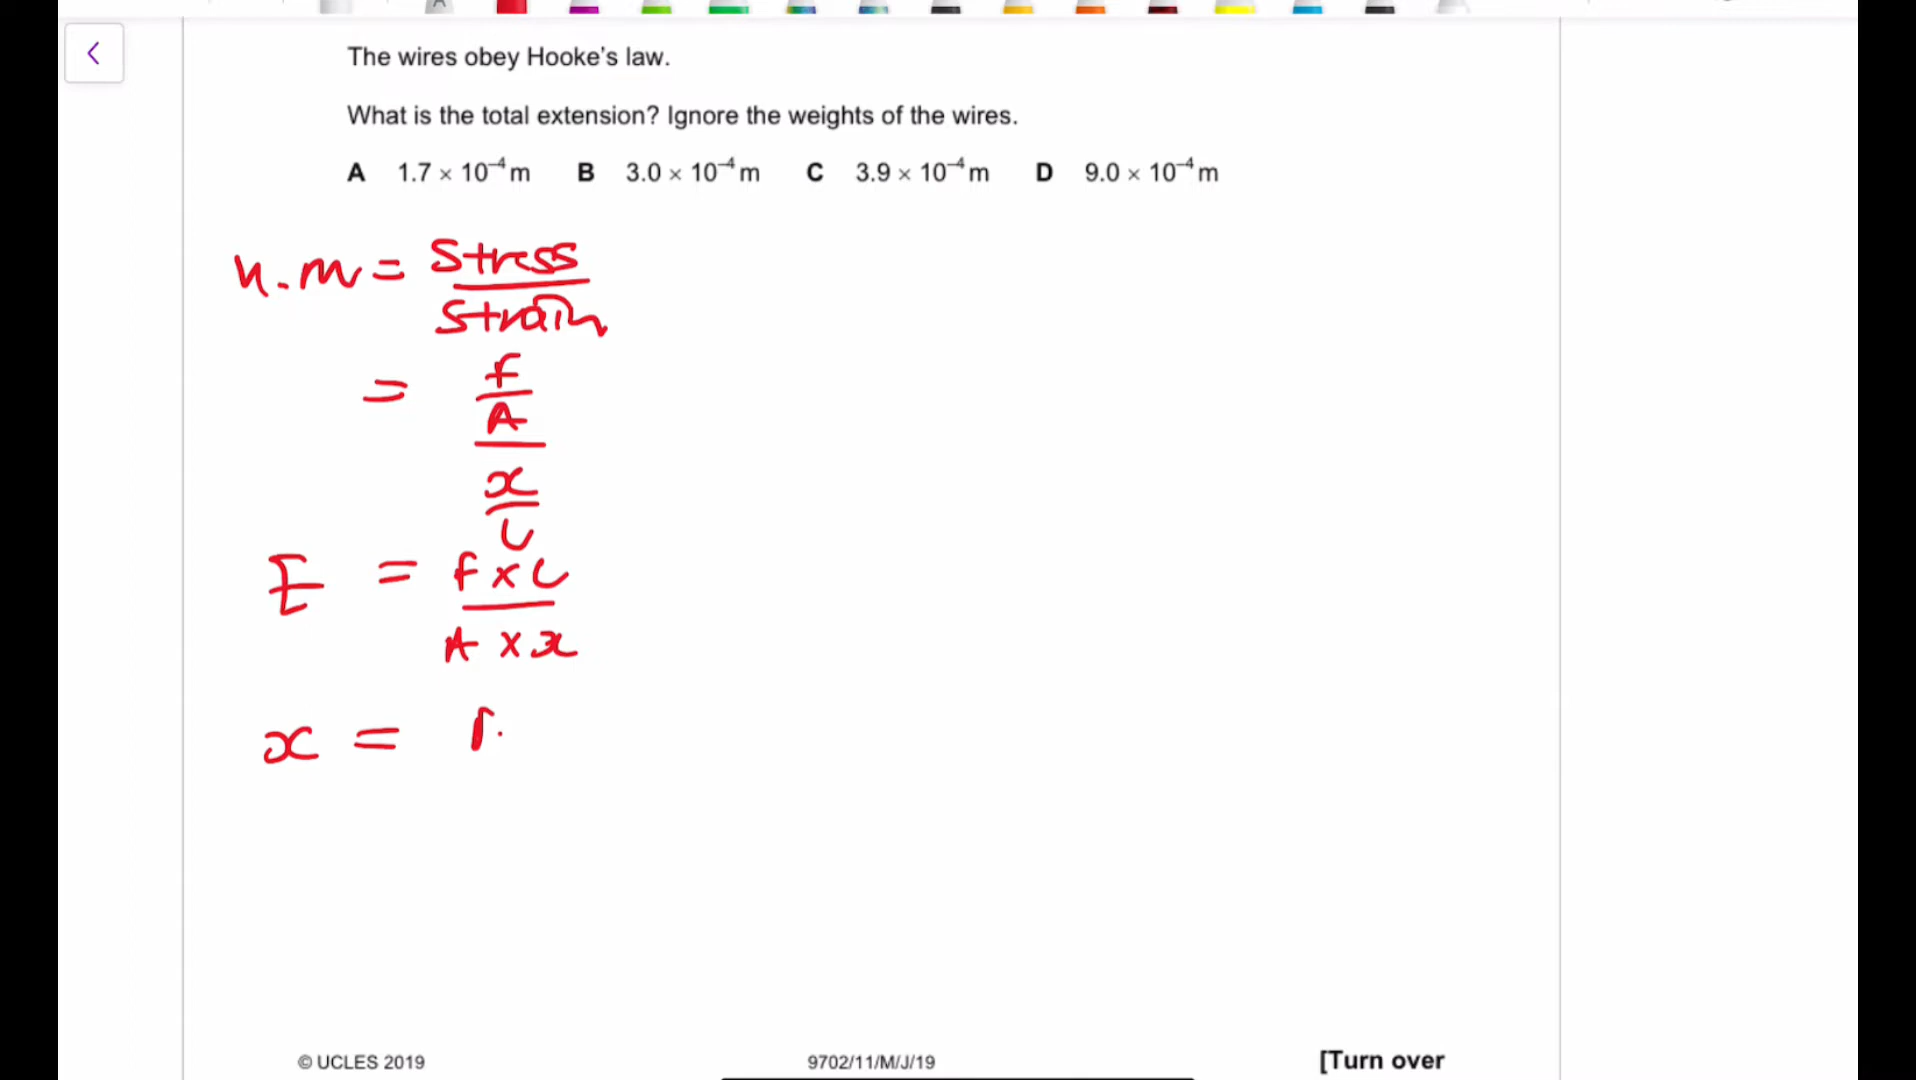 The wires obey Hooke's law.
What is the total extension? Ignore the weights of the wires.
A 1.7 × 10⁻⁴ m B 3.0 × 10⁻⁴ m C 3.9 × 10⁻⁴ m D 9.0 × 10⁻⁴ m
y.m = Stress
Strain
= F
A
x
L
E = F x L
A x x
x =
© UCLES 2019 9702/11/M/J/19 [Turn over